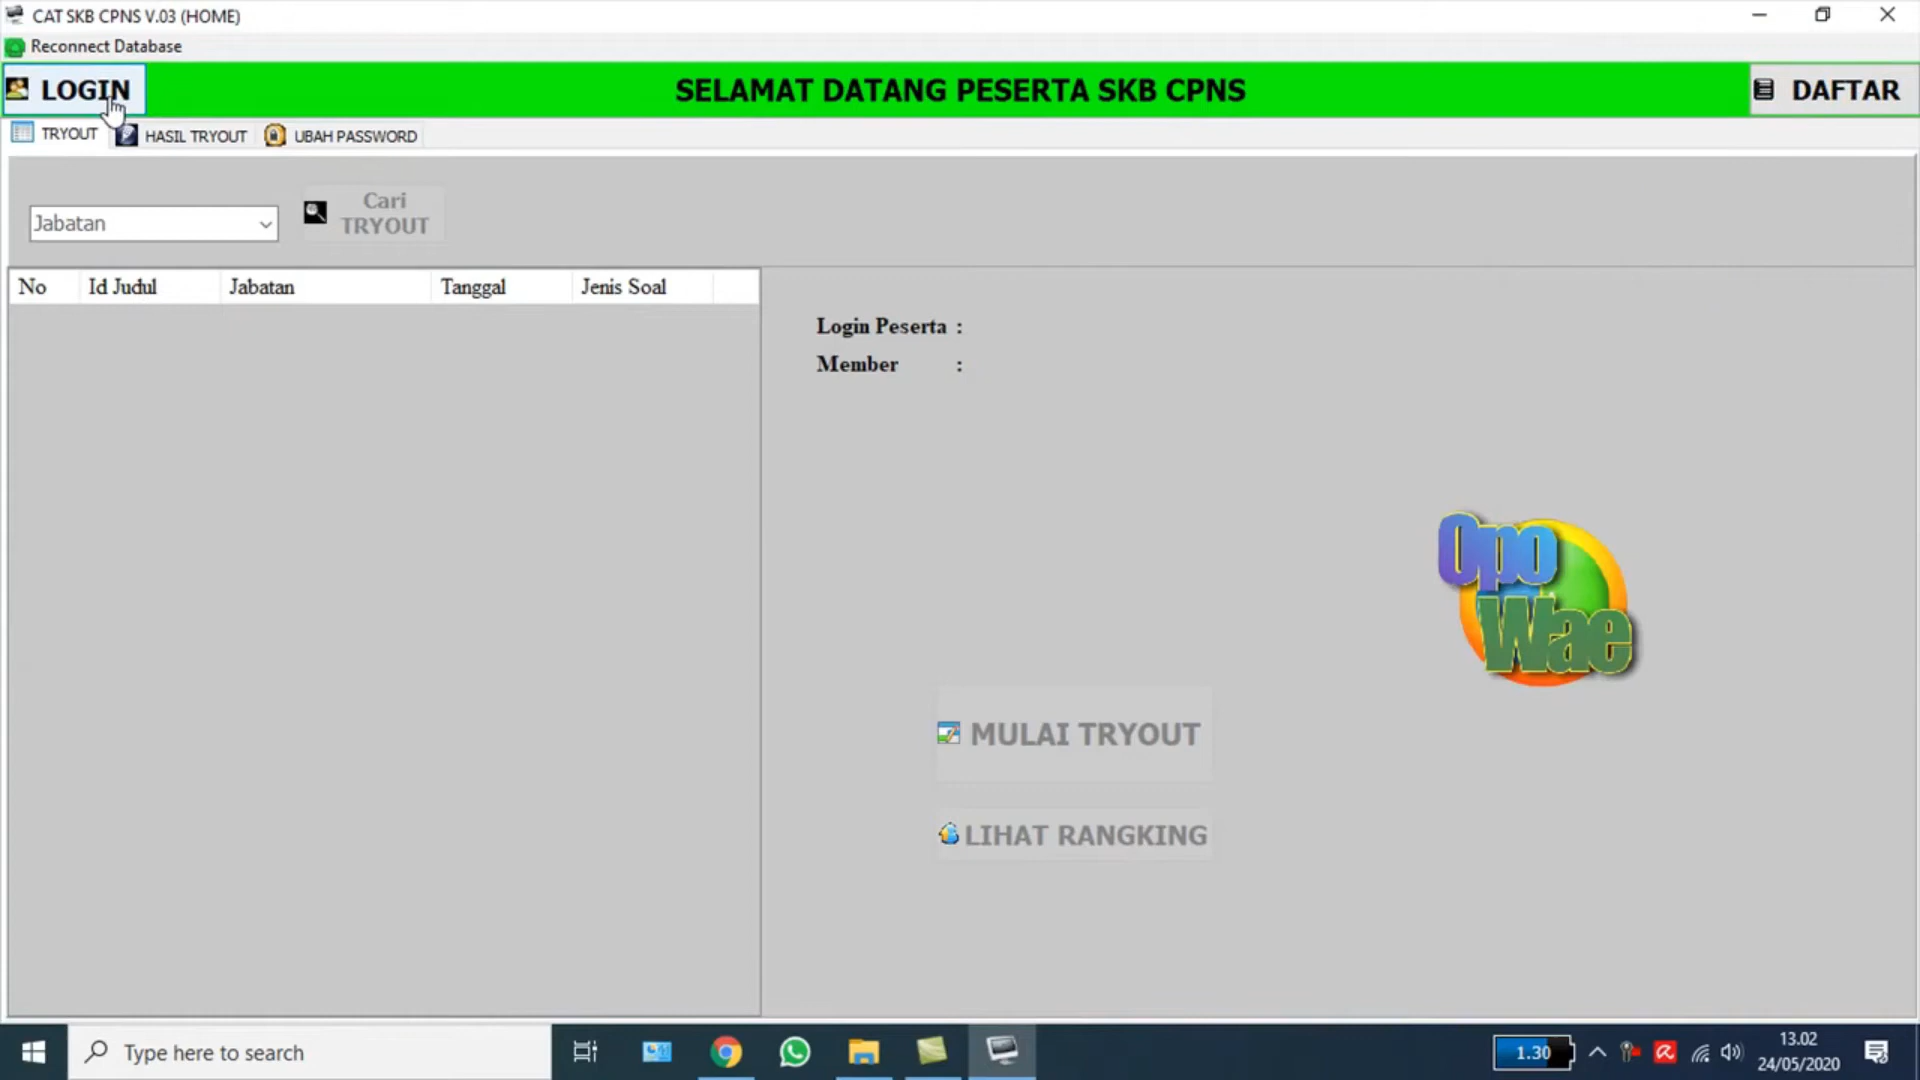 CAT SKB CPNS V.03 (HOME)
Reconnect Database
LOGIN
SELAMAT DATANG PESERTA SKB CPNS
DAFTAR
TRYOUT
HASIL TRYOUT
UBAH PASSWORD
Jabatan
Cari
TRYOUT
No
Id Judul
Jabatan
Tanggal
Jenis Soal
Login Peserta :
Member :
Opo
Wae
MULAI TRYOUT
LIHAT RANGKING
Type here to search
1.30
13.02
24/05/2020